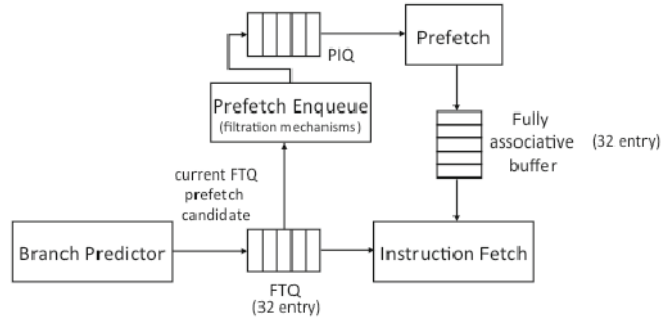 PIQ
Prefetch
Prefetch Enqueue
(filtration mechanisms)
Fully
associative
buffer
(32 entry)
current FTQ
prefetch
candidate
Branch Predictor
Instruction Fetch
FTQ
(32 entry)